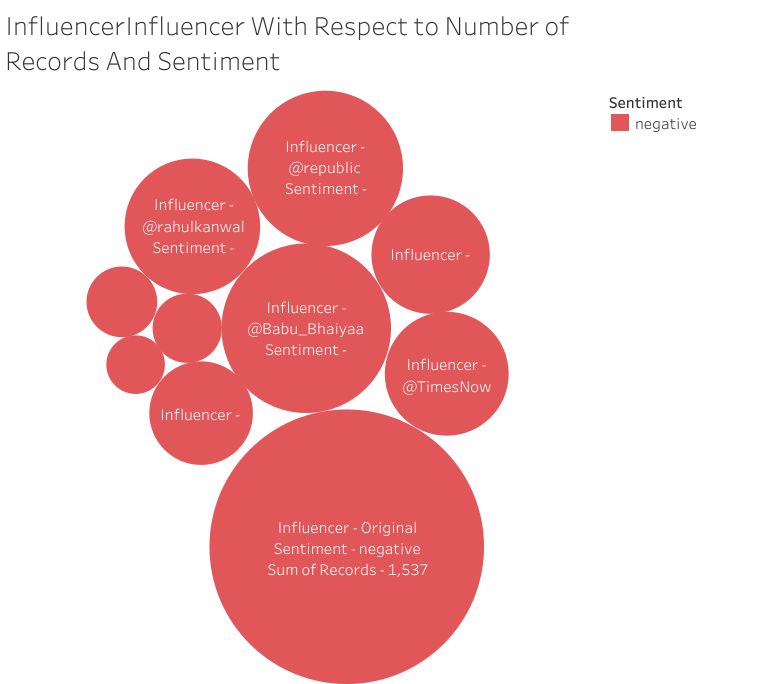 InfluencerInfluencer With Respect to Number of
Records And Sentiment
Sentiment
negative
Influencer -
@republic
Sentiment -
Influencer -
@rahulkanwal
Sentiment -
Influencer -
Influencer -
@Babu_Bhaiyaa
Sentiment -
Influencer -
@TimesNow
Influencer -
Influencer - Original
Sentiment - negative
Sum of Records - 1,537